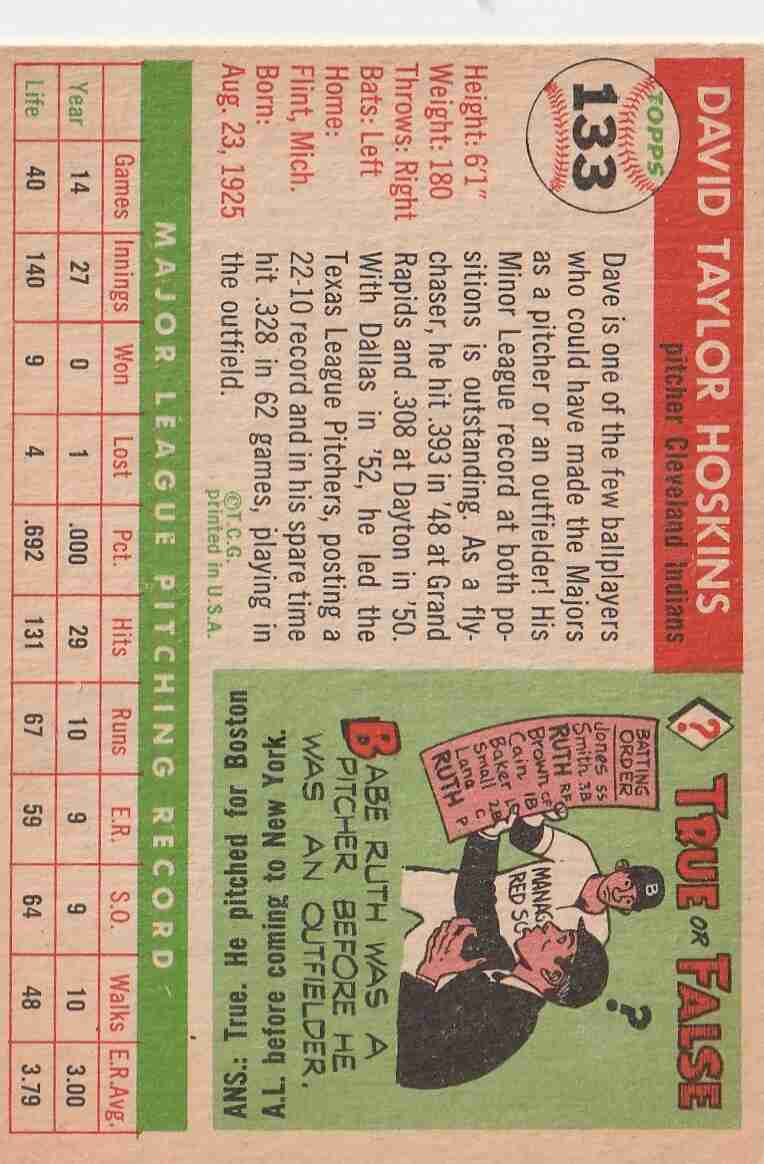 DAVID TAYLOR HOSKINS
pitcher Cleveland Indians
TOPPS
133
Height: 6'1"
Weight: 180
Throws: Right
Bats: Left
Home:
Flint, Mich.
Born:
Aug. 23, 1925
Dave is one of the few ballplayers
who could have made the Majors
as a pitcher or an outfielder! His
Minor League record at both po-
sitions is outstanding. As a fly-
chaser, he hit .393 in '48 at Grand
Rapids and .308 at Dayton in '50.
With Dallas in '52, he led the
Texas League Pitchers, posting a
22-10 record and in his spare time
hit .328 in 62 games, playing in
the outfield.
©T.C.G.
printed in U.S.A.
?
TRUE OR FALSE
BATTING
ORDER
Jones SS
Smith 3B
RUTH RF
Brown CF
Cain 1B
Baker LF
Small 2B
Lana C
RUTH P
B
MANAG
RED SO
?
BABE RUTH WAS A
PITCHER BEFORE HE
WAS AN OUTFIELDER.
ANS.: True. He pitched for Boston
A.L. before coming to New York.
MAJOR LEAGUE PITCHING RECORD
Games Innings Won Lost Pct. Hits Runs E.R. S.O. Walks E.R.Avg.
Year 14 27 0 1 .000 29 10 9 9 10 3.00
Life 40 140 9 4 .692 131 67 59 64 48 3.79